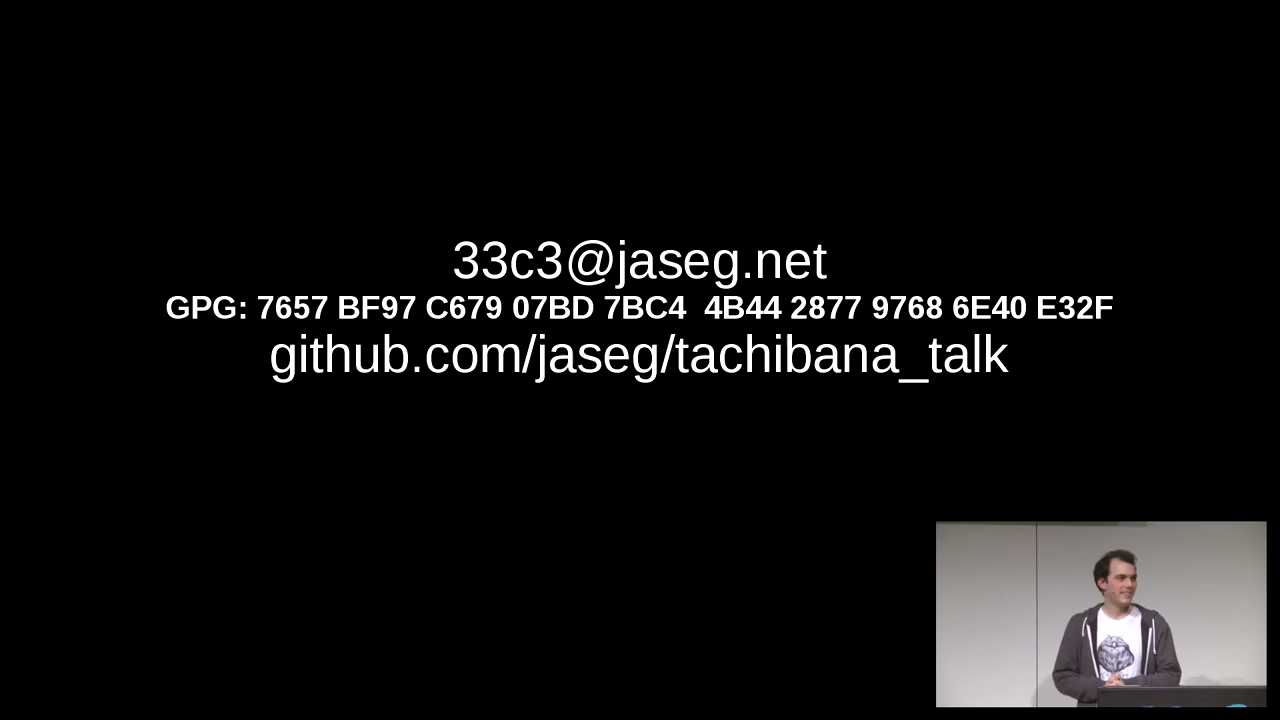 33c3@jaseg.net
GPG: 7657 BF97 C679 07BD 7BC4  4B44 2877 9768 6E40 E32F
github.com/jaseg/tachibana_talk